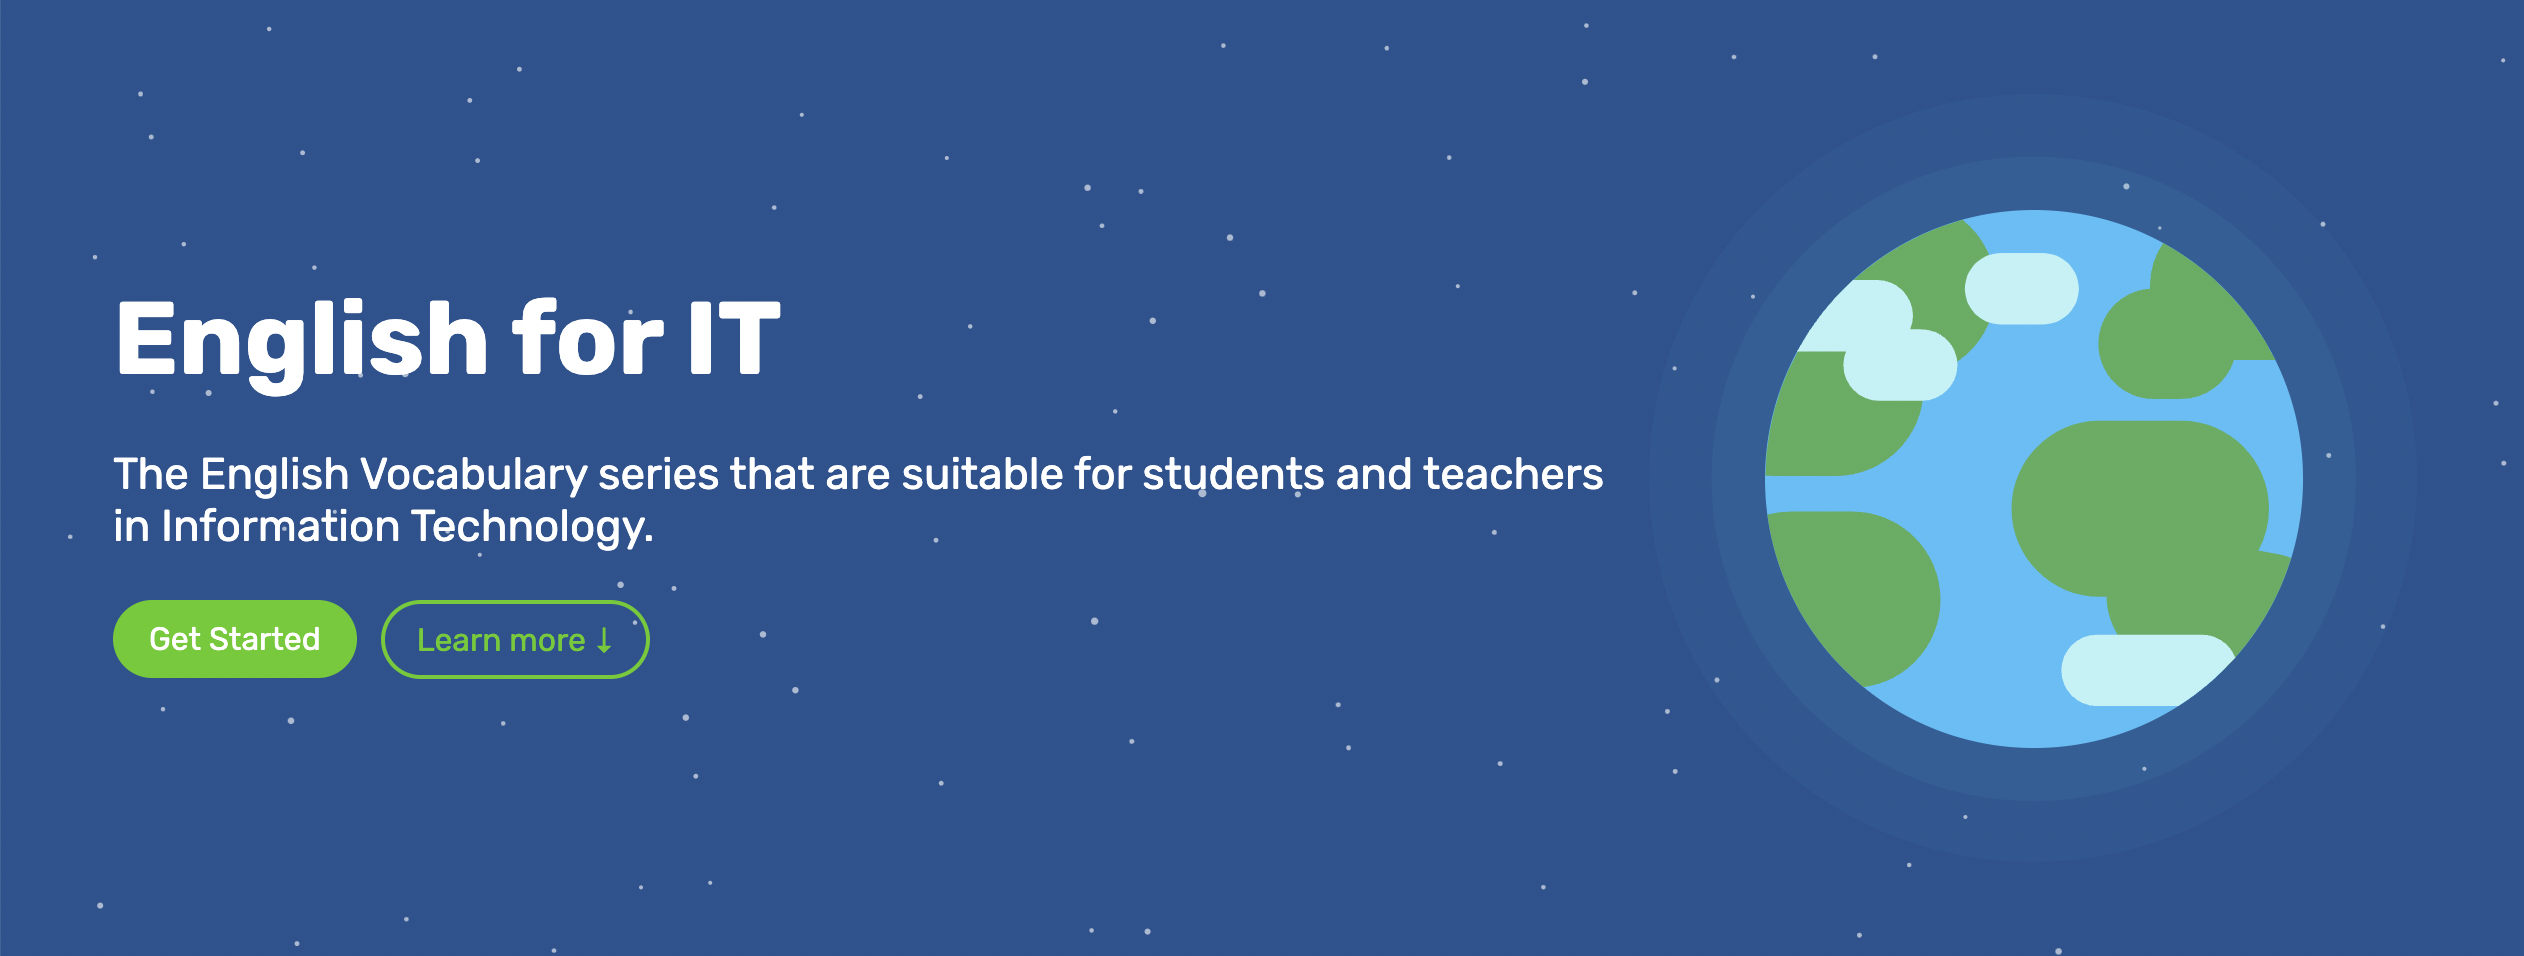 English for IT
The English Vocabulary series that are suitable for students and teachers
in Information Technology.
Get Started
Learn more ↓